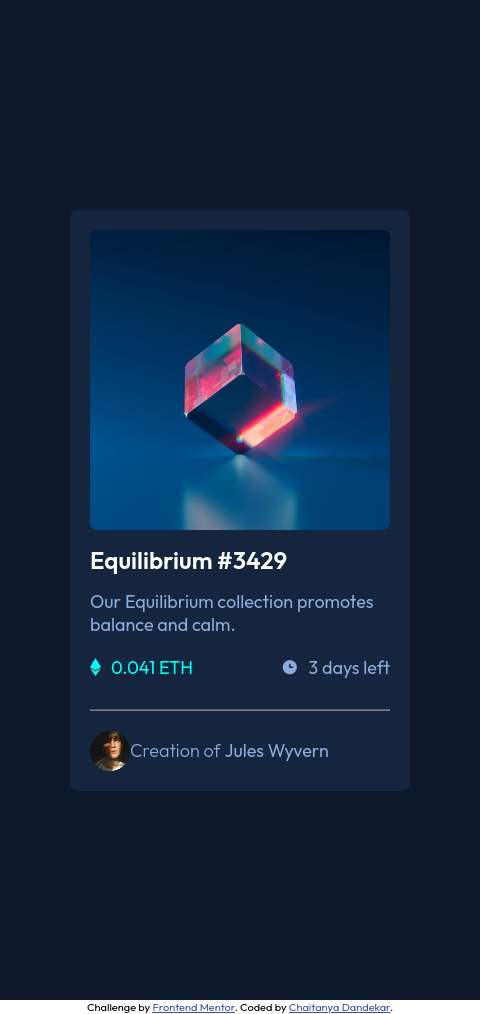 Equilibrium #3429
Our Equilibrium collection promotes
balance and calm.
0.041 ETH
3 days left
Creation of Jules Wyvern
Challenge by Frontend Mentor. Coded by Chaitanya Dandekar.